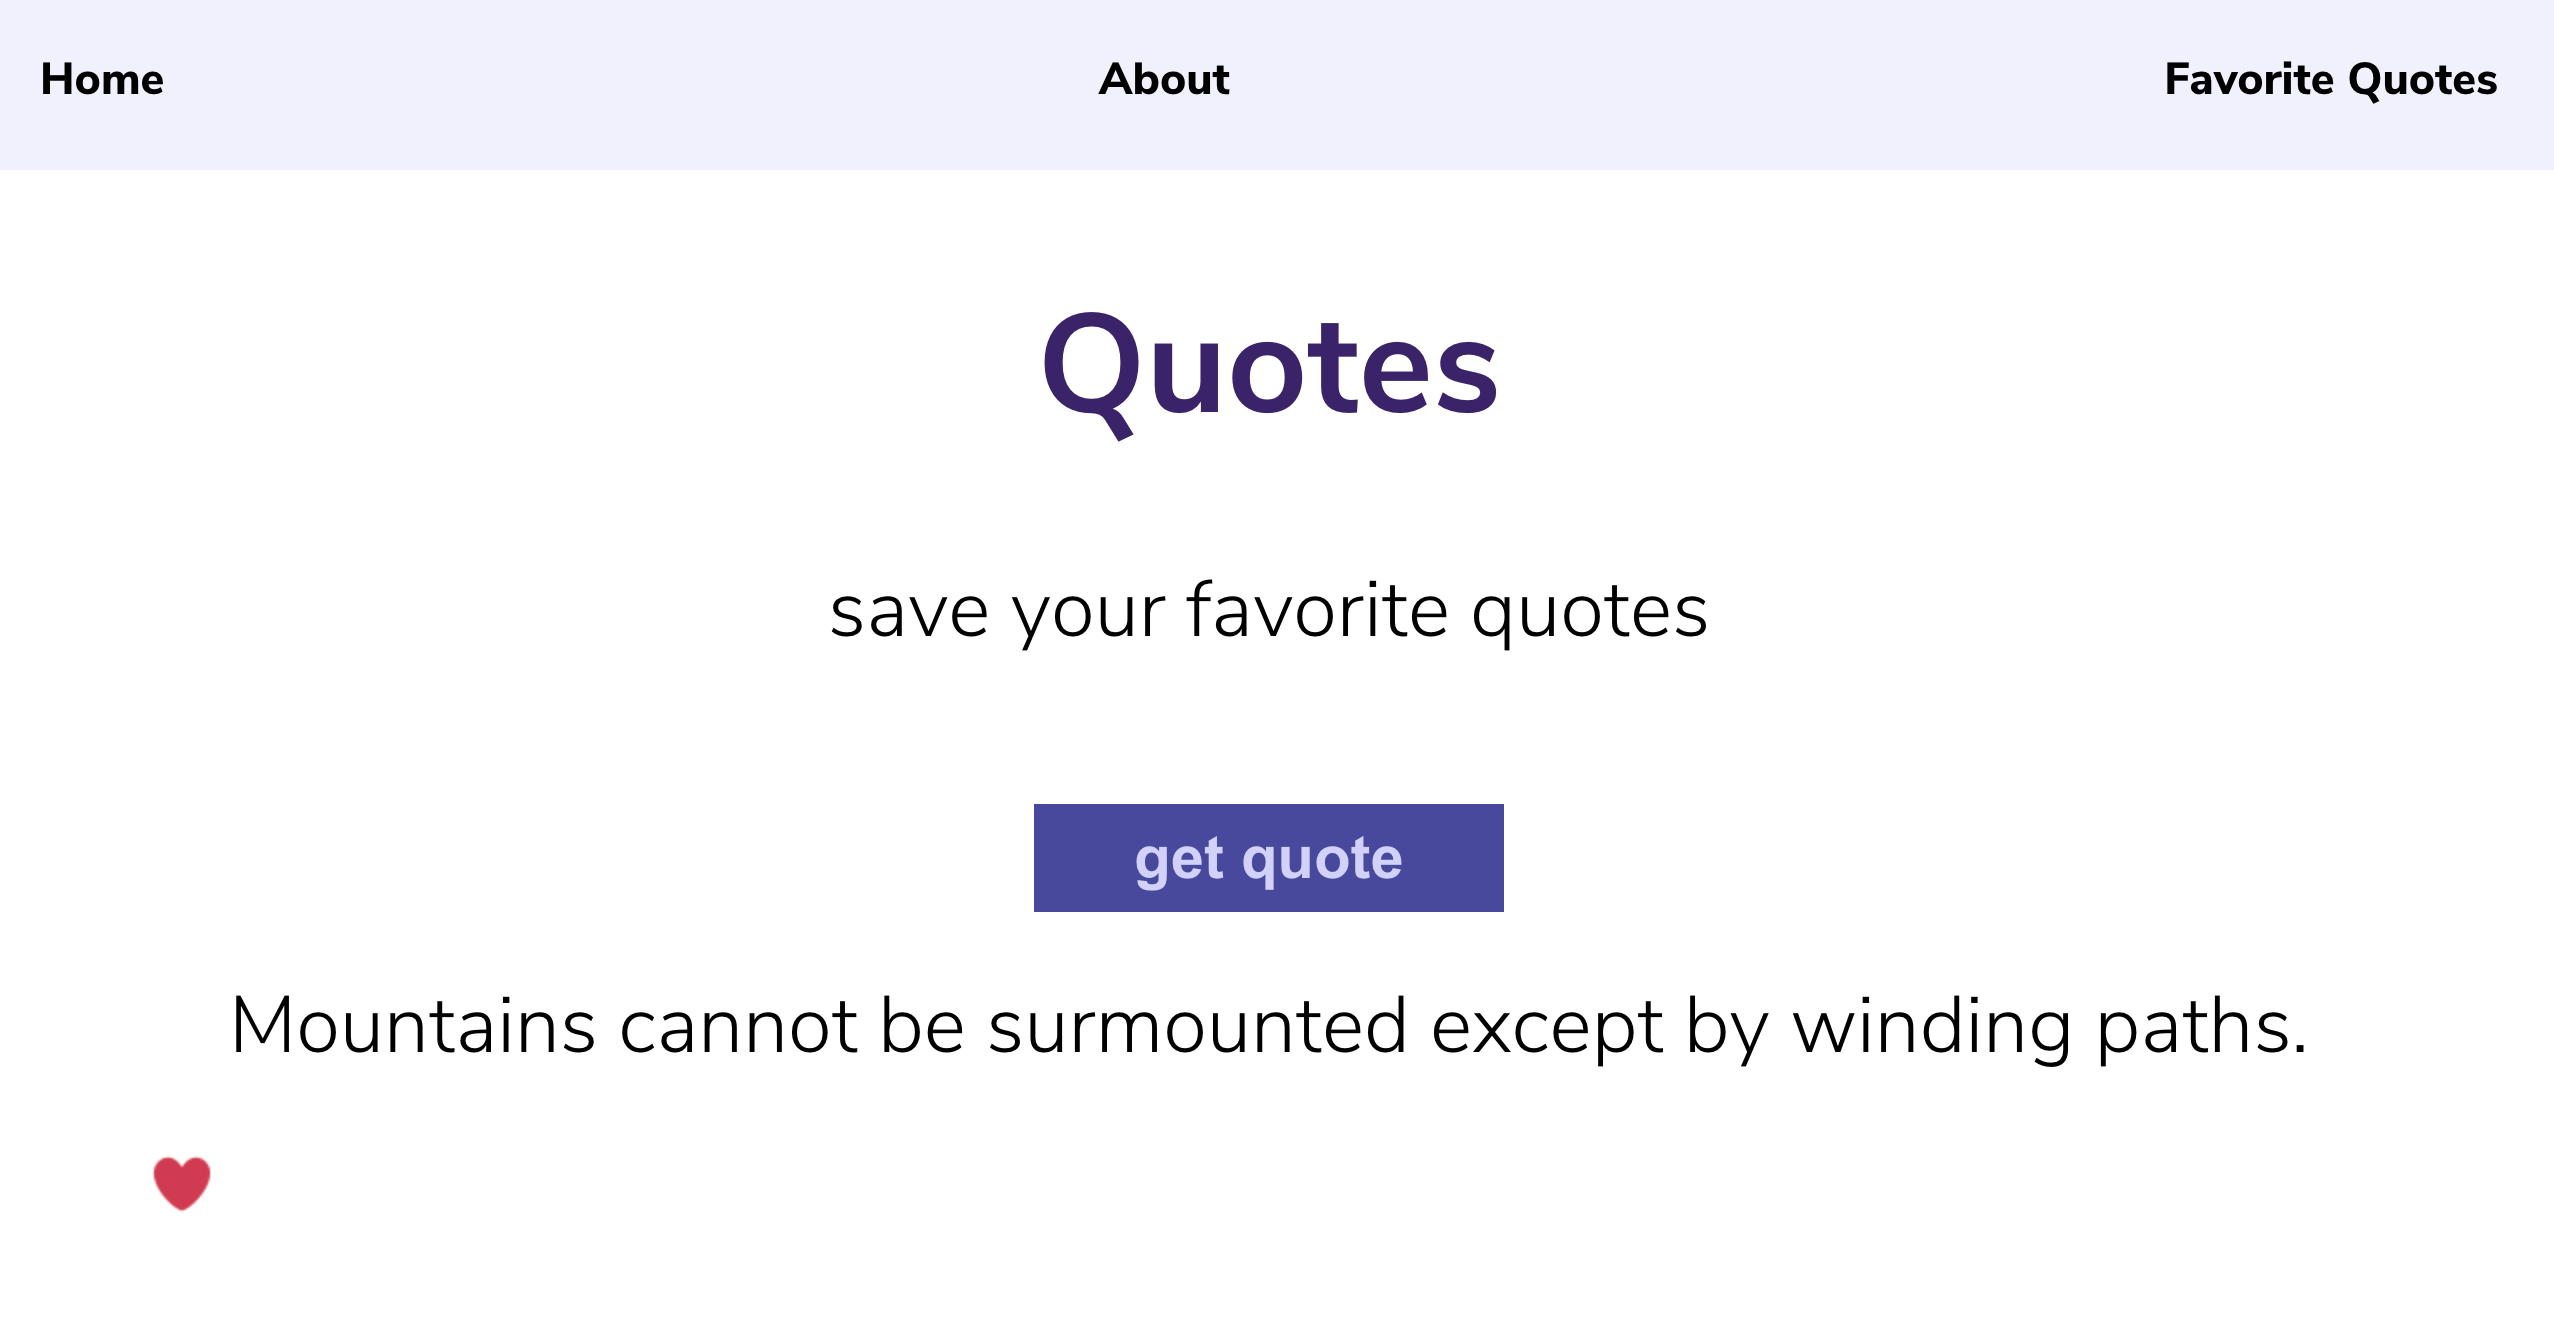 Home About Favorite Quotes
Quotes
save your favorite quotes
get quote
Mountains cannot be surmounted except by winding paths.